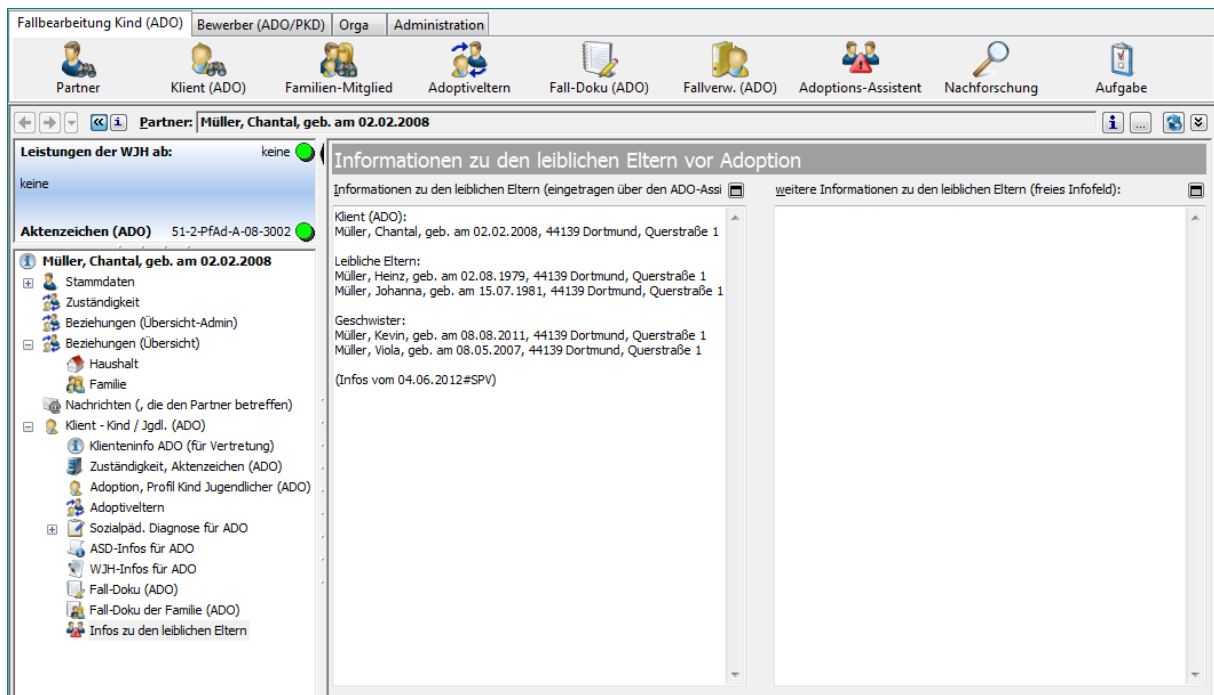 Fallbearbeitung Kind (ADO) Bewerber (ADO/PKD) Orga Administration
Partner Klient (ADO) Familien-Mitglied Adoptiveltern Fall-Doku (ADO) Fallverw. (ADO) Adoptions-Assistent Nachforschung Aufgabe
Partner: Müller, Chantal, geb. am 02.02.2008
Leistungen der WJH ab: keine
keine
Aktenzeichen (ADO) 51-2-PfAd-A-08-3002
Müller, Chantal, geb. am 02.02.2008
Stammdaten
Zuständigkeit
Beziehungen (Übersicht-Admin)
Beziehungen (Übersicht)
Haushalt
Familie
Nachrichten (, die den Partner betreffen)
Klient - Kind / Jgdl. (ADO)
Klienteninfo ADO (für Vertretung)
Zuständigkeit, Aktenzeichen (ADO)
Adoption, Profil Kind Jugendlicher (ADO)
Adoptiveltern
Sozialpäd. Diagnose für ADO
ASD-Infos für ADO
WJH-Infos für ADO
Fall-Doku (ADO)
Fall-Doku der Familie (ADO)
Infos zu den leiblichen Eltern
Informationen zu den leiblichen Eltern vor Adoption
Informationen zu den leiblichen Eltern (eingetragen über den ADO-Assi
Klient (ADO):
Müller, Chantal, geb. am 02.02.2008, 44139 Dortmund, Querstraße 1
Leibliche Eltern:
Müller, Heinz, geb. am 02.08.1979, 44139 Dortmund, Querstraße 1
Müller, Johanna, geb. am 15.07.1981, 44139 Dortmund, Querstraße 1
Geschwister:
Müller, Kevin, geb. am 08.08.2011, 44139 Dortmund, Querstraße 1
Müller, Viola, geb. am 08.05.2007, 44139 Dortmund, Querstraße 1
(Infos vom 04.06.2012#SPV)
weitere Informationen zu den leiblichen Eltern (freies Infofeld):